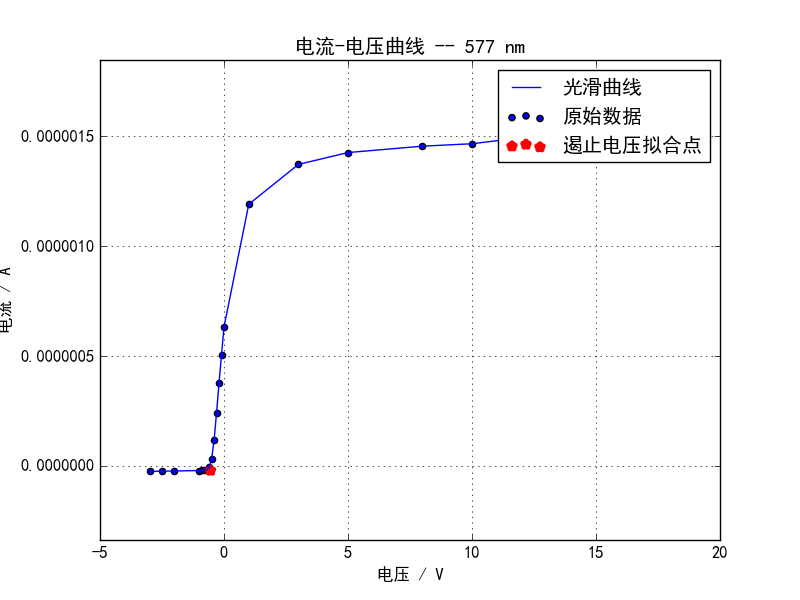 电流-电压曲线 -- 577 nm
光滑曲线
原始数据
遏止电压拟合点
0.0000015
0.0000010
0.0000005
0.0000000
电流 / A
-5 0 5 10 15 20
电压 / V